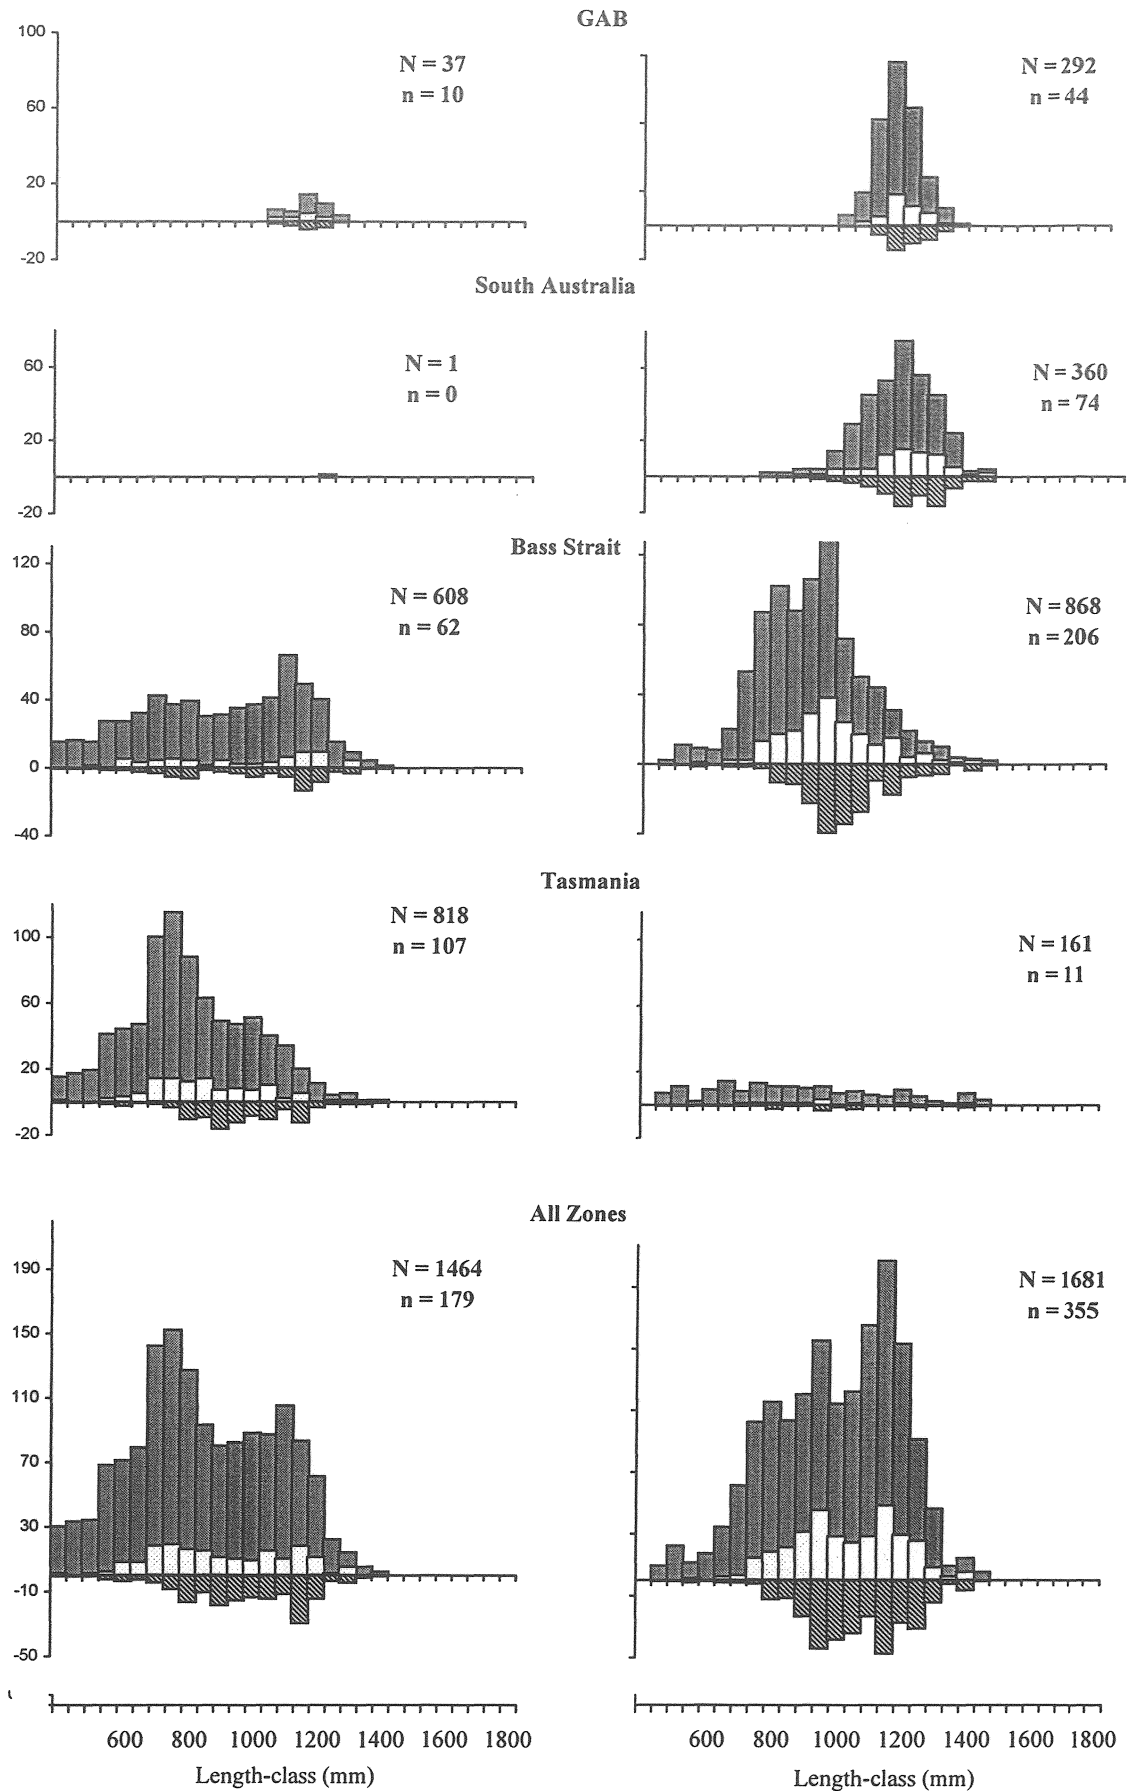 GAB
100
60
20
-20
N = 37
n = 10
N = 292
n = 44
South Australia
60
20
-20
N = 1
n = 0
N = 360
n = 74
Bass Strait
120
80
40
0
-40
N = 608
n = 62
N = 868
n = 206
Tasmania
100
60
20
-20
N = 818
n = 107
N = 161
n = 11
All Zones
190
150
110
70
30
-10
-50
N = 1464
n = 179
N = 1681
n = 355
600 800 1000 1200 1400 1600 1800
600 800 1000 1200 1400 1600 1800
Length-class (mm)
Length-class (mm)